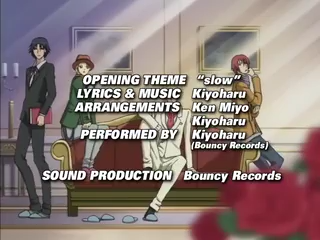 OPENING THEME "slow"
LYRICS & MUSIC Kiyoharu
ARRANGEMENTS Ken Miyo
Kiyoharu
PERFORMED BY Kiyoharu
(Bouncy Records)
SOUND PRODUCTION Bouncy Records